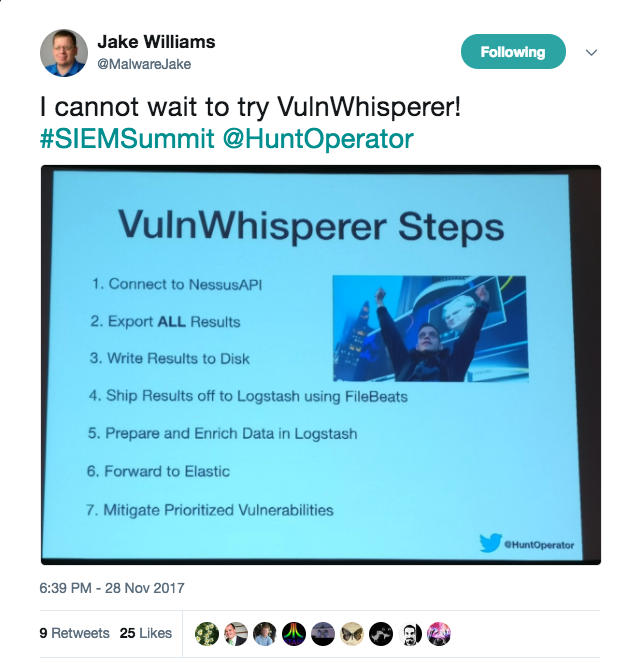 Jake Williams
@MalwareJake
Following
I cannot wait to try VulnWhisperer!
#SIEMSummit @HuntOperator
VulnWhisperer Steps
1. Connect to NessusAPI
2. Export ALL Results
3. Write Results to Disk
4. Ship Results off to Logstash using FileBeats
5. Prepare and Enrich Data in Logstash
6. Forward to Elastic
7. Mitigate Prioritized Vulnerabilities
@HuntOperator
6:39 PM - 28 Nov 2017
9 Retweets 25 Likes